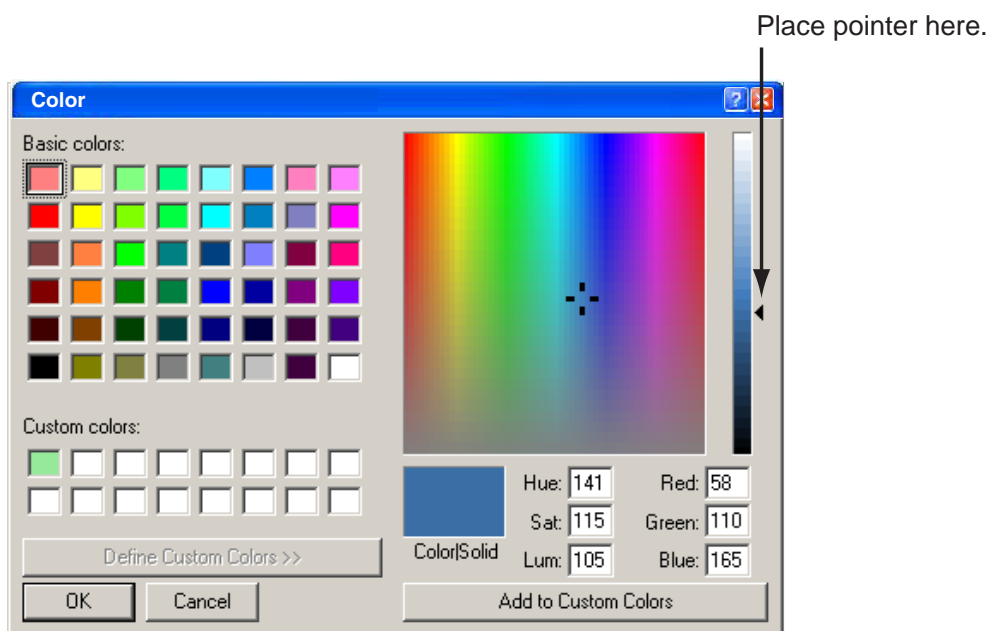 Place pointer here.
Color
?
Basic colors:
Custom colors:
Define Custom Colors >>
OK Cancel
Color|Solid
Hue: 141 Red: 58
Sat: 115 Green: 110
Lum: 105 Blue: 165
Add to Custom Colors